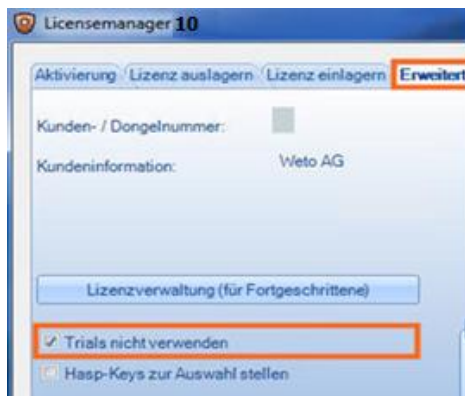 Licensemanager 10
Aktivierung Lizenz auslagern Lizenz einlagern Erweitert
Kunden- / Dongelnummer:
Kundeninformation: Weto AG
Lizenzverwaltung (für Fortgeschrittene)
Trials nicht verwenden
Hasp-Keys zur Auswahl stellen